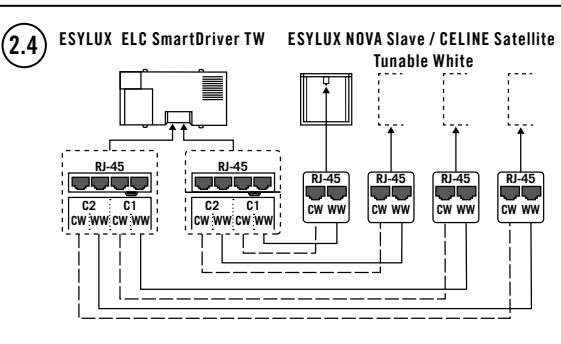 2.4
ESYLUX ELC SmartDriver TW
ESYLUX NOVA Slave / CELINE Satellite
Tunable White
RJ-45 RJ-45 RJ-45 RJ-45 RJ-45 RJ-45
C2 C1 C2 C1
CW WW CW WW CW WW CW WW CW WW CW WW CW WW CW WW